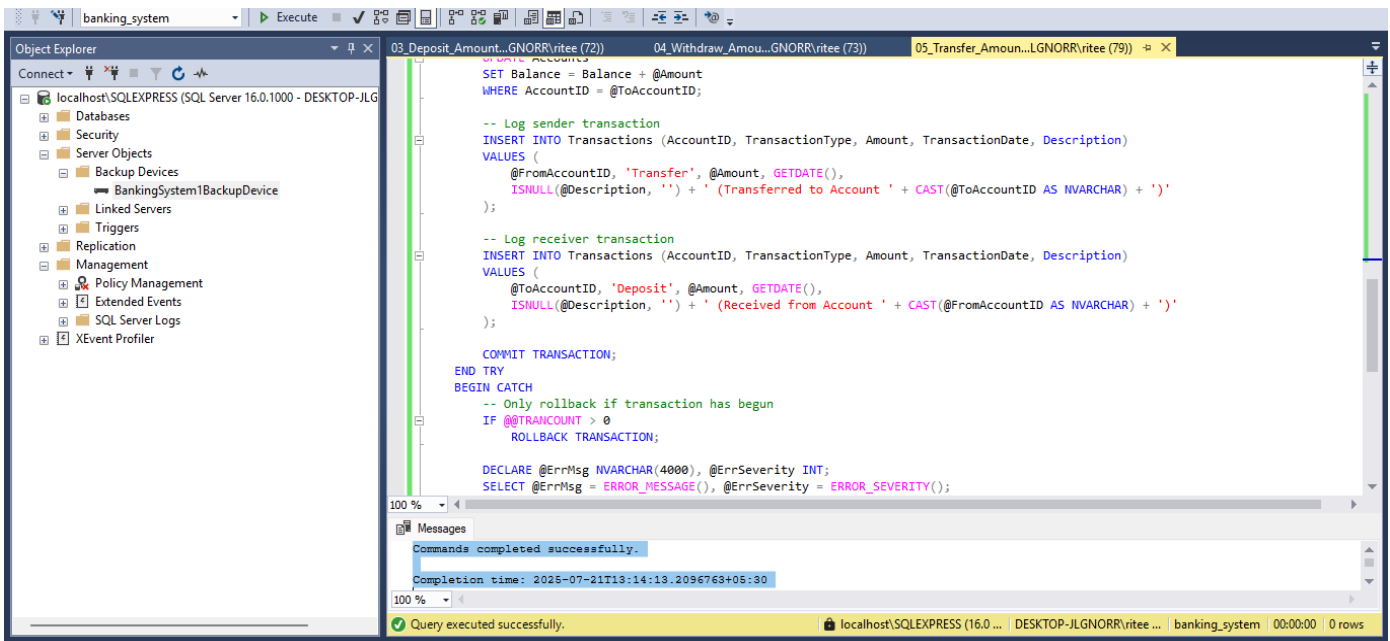 banking_system
Execute
Object Explorer
03_Deposit_Amount...GNORR\ritee (72))
04_Withdraw_Amou...GNORR\ritee (73))
05_Transfer_Amoun...LGNORR\ritee (79))
Connect
localhost\SQLEXPRESS (SQL Server 16.0.1000 - DESKTOP-JLG
Databases
Security
Server Objects
Backup Devices
BankingSystem1BackupDevice
Linked Servers
Triggers
Replication
Management
Policy Management
Extended Events
SQL Server Logs
XEvent Profiler
UPDATE Accounts
SET Balance = Balance + @Amount
WHERE AccountID = @ToAccountID;
-- Log sender transaction
INSERT INTO Transactions (AccountID, TransactionType, Amount, TransactionDate, Description)
VALUES (
@FromAccountID, 'Transfer', @Amount, GETDATE(),
ISNULL(@Description, '') + ' (Transferred to Account ' + CAST(@ToAccountID AS NVARCHAR) + ')'
);
-- Log receiver transaction
INSERT INTO Transactions (AccountID, TransactionType, Amount, TransactionDate, Description)
VALUES (
@ToAccountID, 'Deposit', @Amount, GETDATE(),
ISNULL(@Description, '') + ' (Received from Account ' + CAST(@FromAccountID AS NVARCHAR) + ')'
);
COMMIT TRANSACTION;
END TRY
BEGIN CATCH
-- Only rollback if transaction has begun
IF @@TRANCOUNT > 0
ROLLBACK TRANSACTION;
DECLARE @ErrMsg NVARCHAR(4000), @ErrSeverity INT;
SELECT @ErrMsg = ERROR_MESSAGE(), @ErrSeverity = ERROR_SEVERITY();
100 %
Messages
Commands completed successfully.
Completion time: 2025-07-21T13:14:13.2096763+05:30
100 %
Query executed successfully.
localhost\SQLEXPRESS (16.0 ...
DESKTOP-JLGNORR\ritee ...
banking_system
00:00:00
0 rows